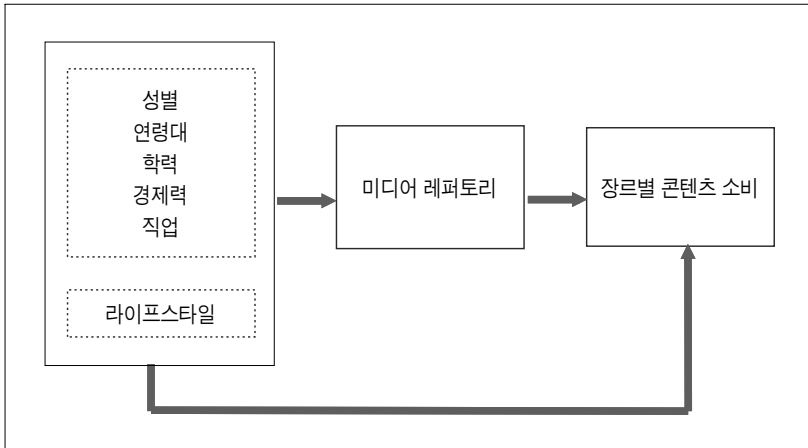 성별
연령대
학력
경제력
직업
라이프스타일
미디어 레퍼토리
장르별 콘텐츠 소비